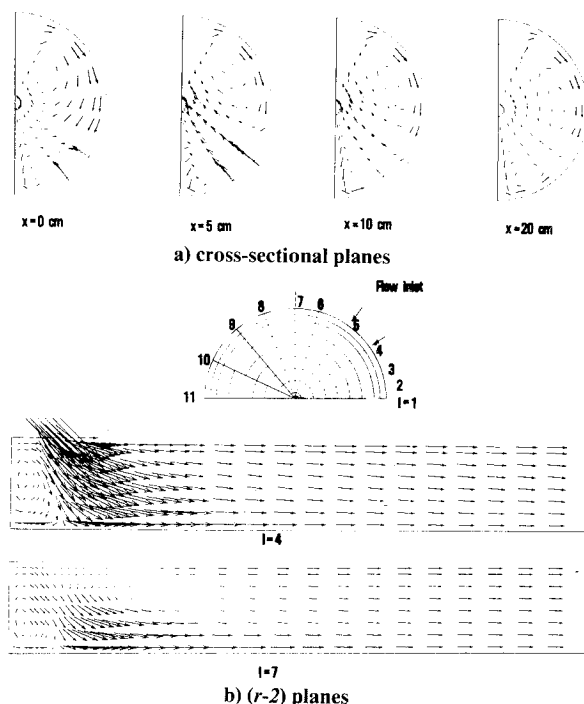 x=0 cm
x=5 cm
x=10 cm
x=20 cm
a) cross-sectional planes
Flow inlet
7
6
8
5
9
4
10
3
2
11
I=1
I=4
I=7
b) (r-2) planes